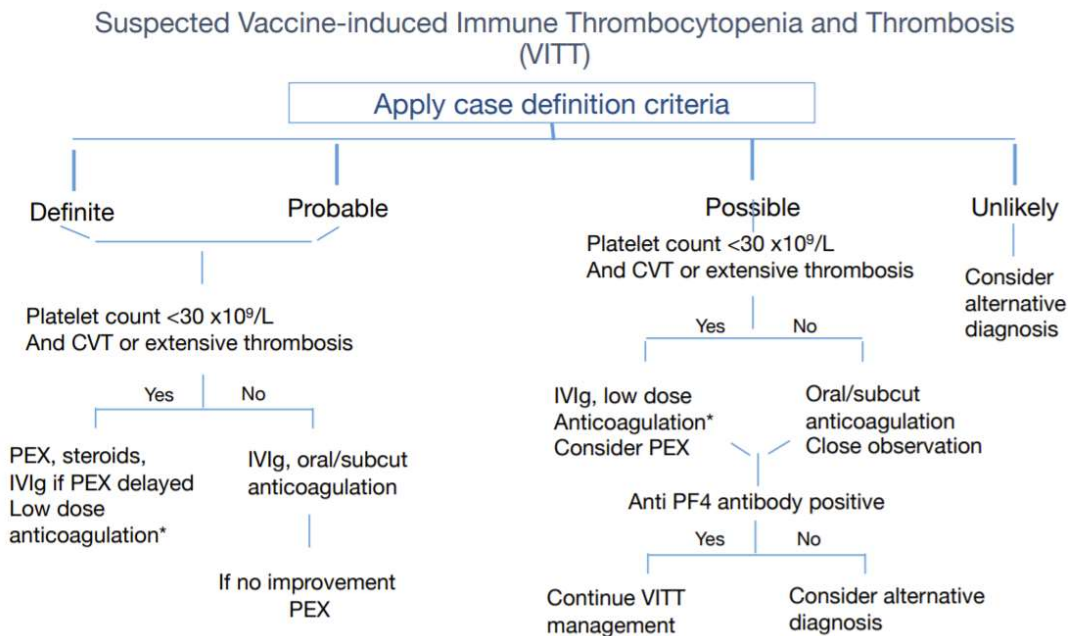 Suspected Vaccine-induced Immune Thrombocytopenia and Thrombosis
(VITT)
Apply case definition criteria
Definite
Probable
Possible
Unlikely
Platelet count <30 x10⁹/L
And CVT or extensive thrombosis
Yes
No
PEX, steroids,
IVIg if PEX delayed
Low dose
anticoagulation*
IVIg, oral/subcut
anticoagulation
If no improvement
PEX
Platelet count <30 x10⁹/L
And CVT or extensive thrombosis
Yes
No
IVIg, low dose
Anticoagulation*
Consider PEX
Oral/subcut
anticoagulation
Close observation
Anti PF4 antibody positive
Yes
No
Continue VITT
management
Consider alternative
diagnosis
Consider
alternative
diagnosis